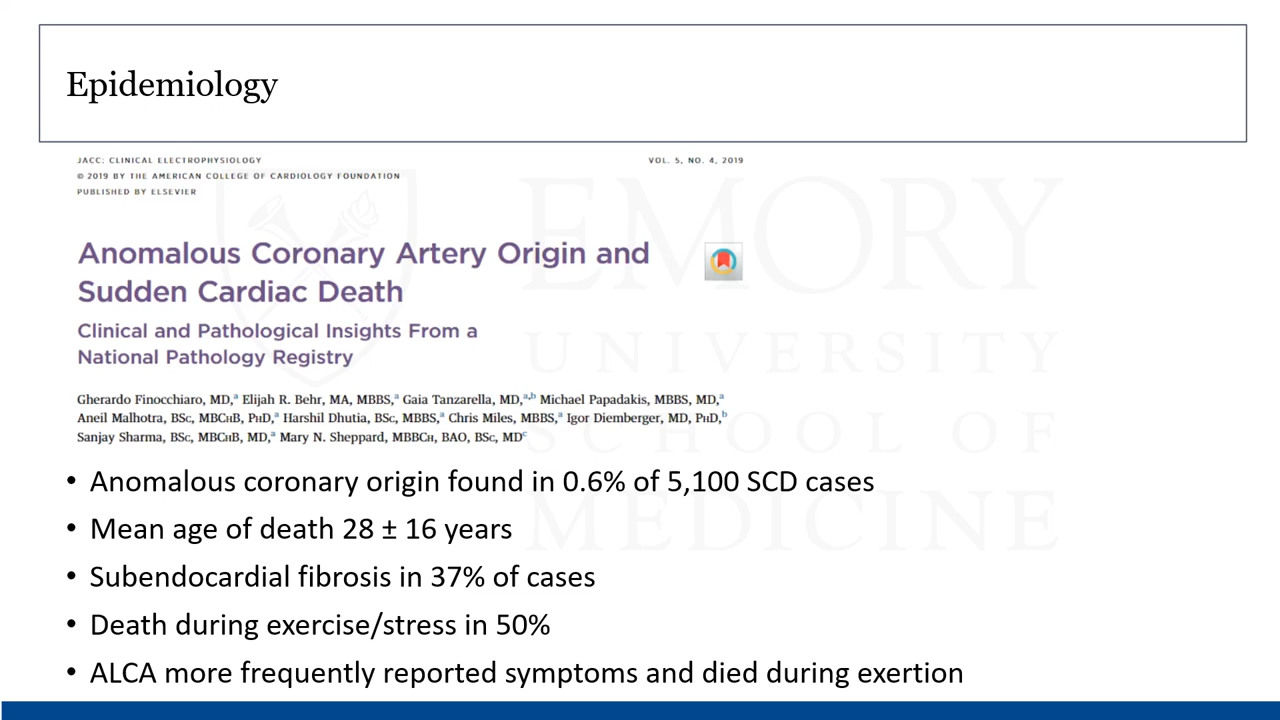 Epidemiology
JACC: CLINICAL ELECTROPHYSIOLOGY VOL. 5, NO. 4, 2019
© 2019 BY THE AMERICAN COLLEGE OF CARDIOLOGY FOUNDATION
PUBLISHED BY ELSEVIER
Anomalous Coronary Artery Origin and
Sudden Cardiac Death
Clinical and Pathological Insights From a
National Pathology Registry
Gherardo Finocchiaro, MD,a Elijah R. Behr, MA, MBBS,a Gaia Tanzarella, MD,a,b Michael Papadakis, MBBS, MD,a
Aneil Malhotra, BSc, MBChB, PhD,a Harshil Dhutia, BSc, MBBS,a Chris Miles, MBBS,a Igor Diemberger, MD, PhD,b
Sanjay Sharma, BSc, MBChB, MD,a Mary N. Sheppard, MBBCh, BAO, BSc, MDc
• Anomalous coronary origin found in 0.6% of 5,100 SCD cases
• Mean age of death 28 ± 16 years
• Subendocardial fibrosis in 37% of cases
• Death during exercise/stress in 50%
• ALCA more frequently reported symptoms and died during exertion
EMORY
UNIVERSITY
SCHOOL OF
MEDICINE